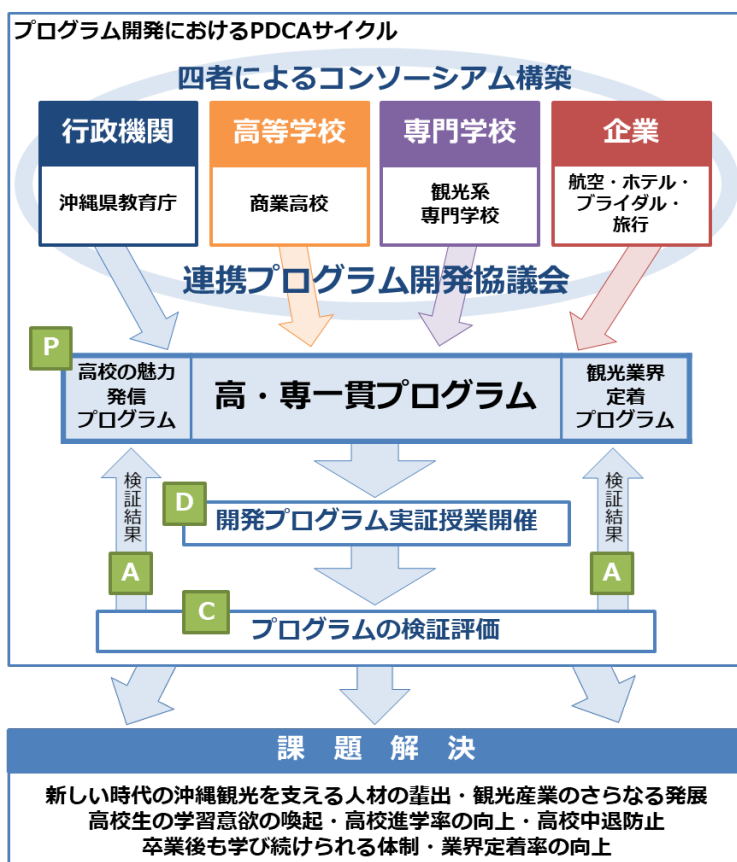 プログラム開発におけるPDCAサイクル
四者によるコンソーシアム構築
行政機関
高等学校
専門学校
企業
沖縄県教育庁
商業高校
観光系
専門学校
航空・ホテル・
ブライダル・
旅行
連携プログラム開発協議会
P
高校の魅力
発信
プログラム
高・専一貫プログラム
観光業界
定着
プログラム
検証結果
検証結果
D
開発プログラム実証授業開催
A
A
C
プログラムの検証評価
課題解決
新しい時代の沖縄観光を支える人材の輩出・観光産業のさらなる発展
高校生の学習意欲の喚起・高校進学率の向上・高校中退防止
卒業後も学び続けられる体制・業界定着率の向上